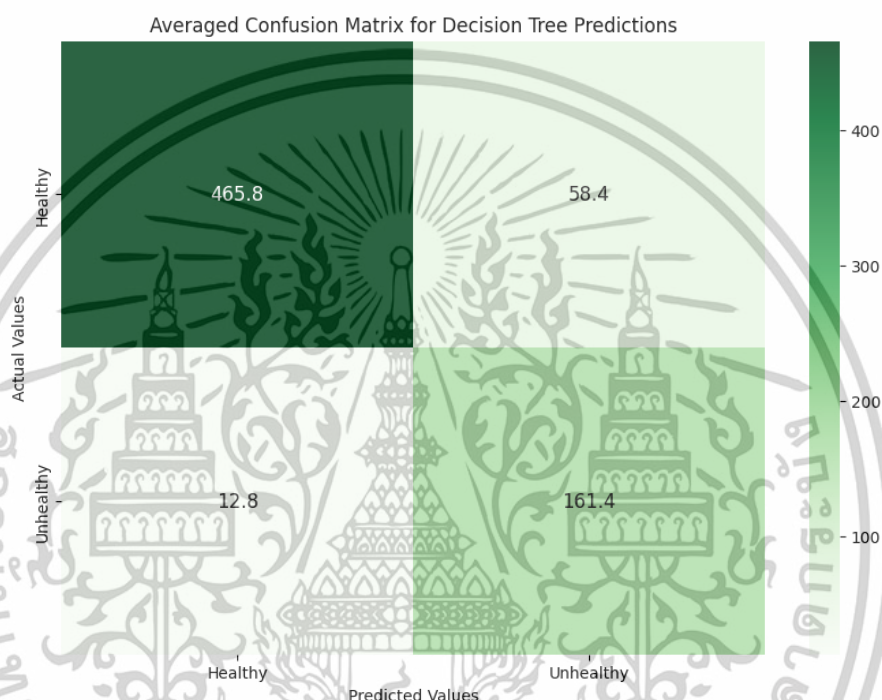 Averaged Confusion Matrix for Decision Tree Predictions
Actual Values
Healthy
465.8
58.4
Unhealthy
12.8
161.4
Healthy
Unhealthy
Predicted Values
400
300
200
100